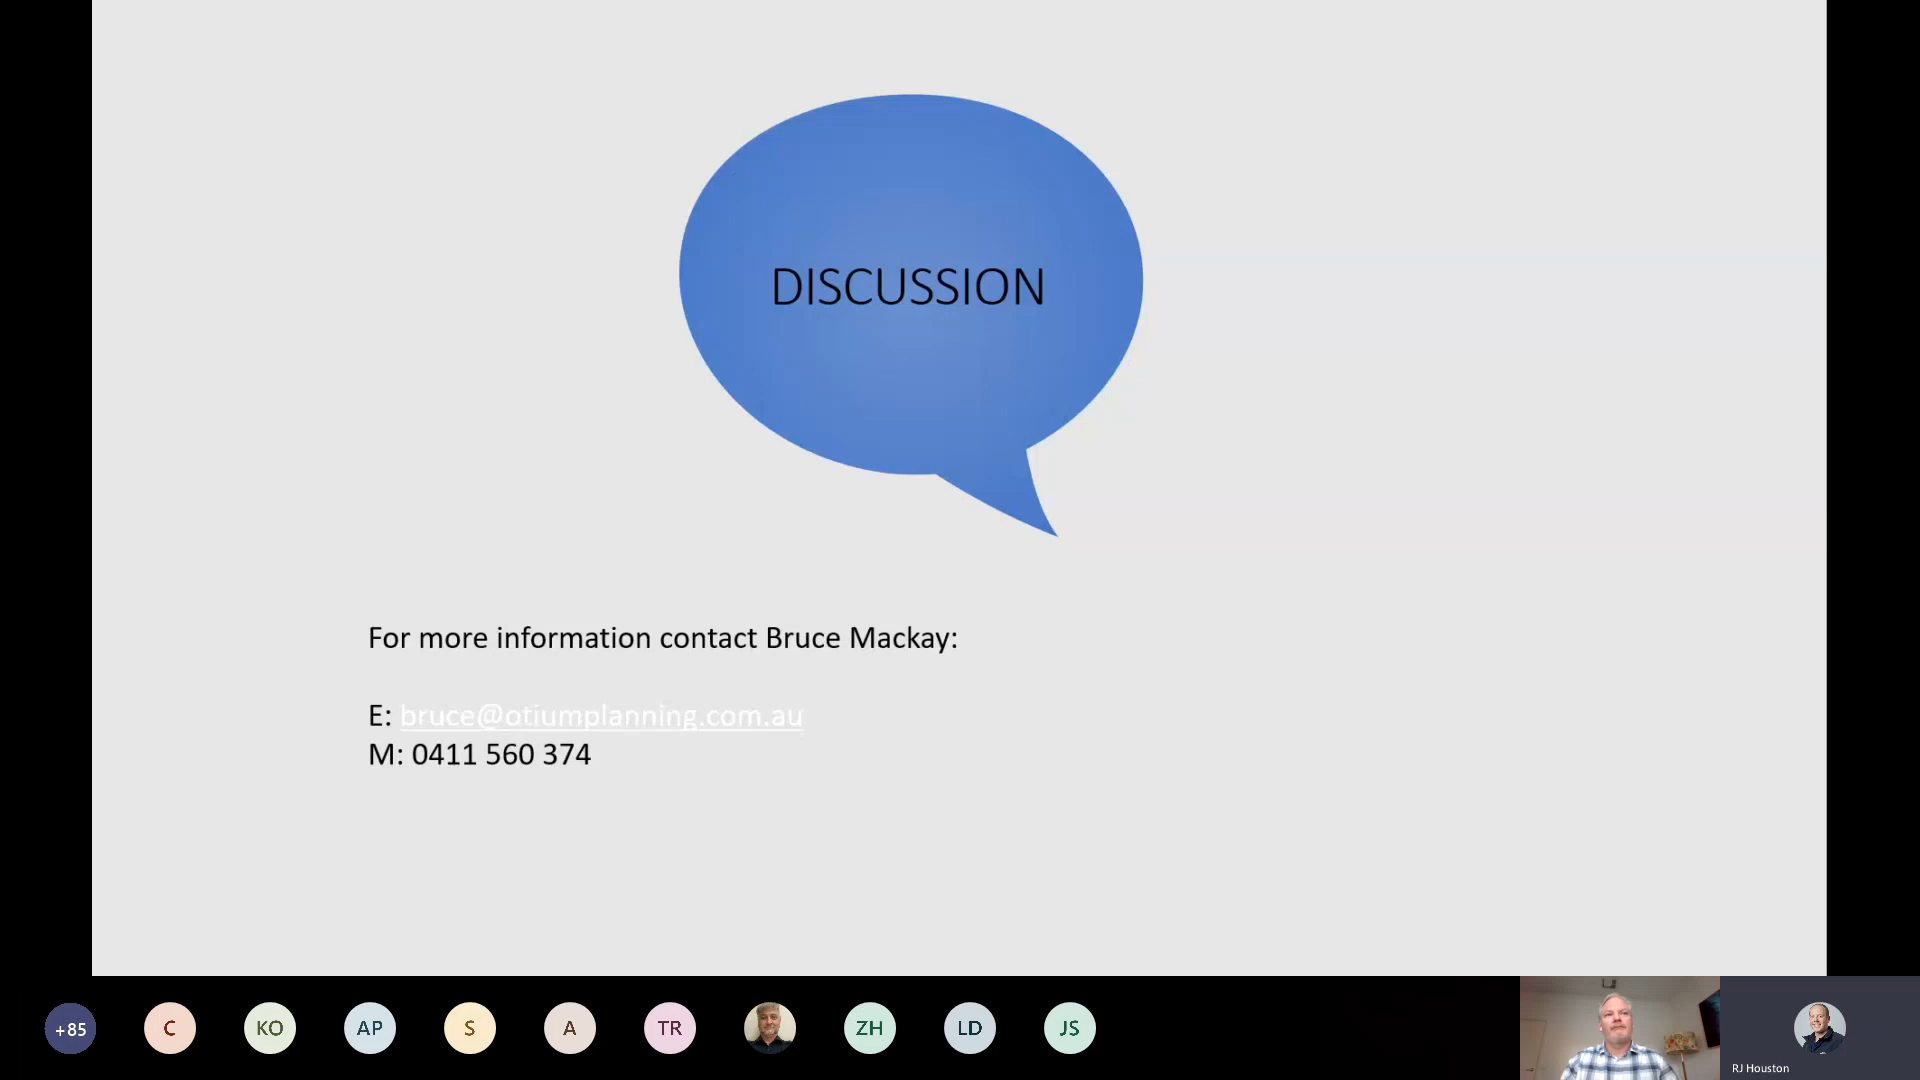 DISCUSSION
For more information contact Bruce Mackay:
E: bruce@otiumplanning.com.au
M: 0411 560 374
+85
C
KO
AP
S
A
TR
ZH
LD
JS
RJ Houston